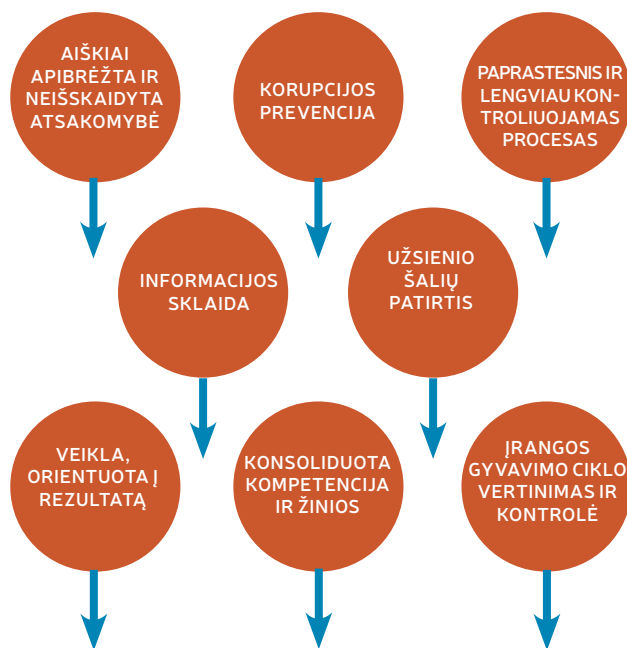 AIŠKIAI
APIBRĖŽTA IR
NEIŠSKAIDYTA
ATSAKOMYBĖ
KORUPCIJOS
PREVENCIJA
PAPRASTESNIS IR
LENGVIAU KON-
TROLIUOJAMAS
PROCESAS
INFORMACIJOS
SKLAIDA
UŽSIENIO
ŠALIŲ
PATIRTIS
VEIKLA,
ORIENTUOTA Į
REZULTATĄ
KONSOLIDUOTA
KOMPETENCIJA
IR ŽINIOS
ĮRANGOS
GYVAVIMO CIKLO
VERTINIMAS IR
KONTROLĖ